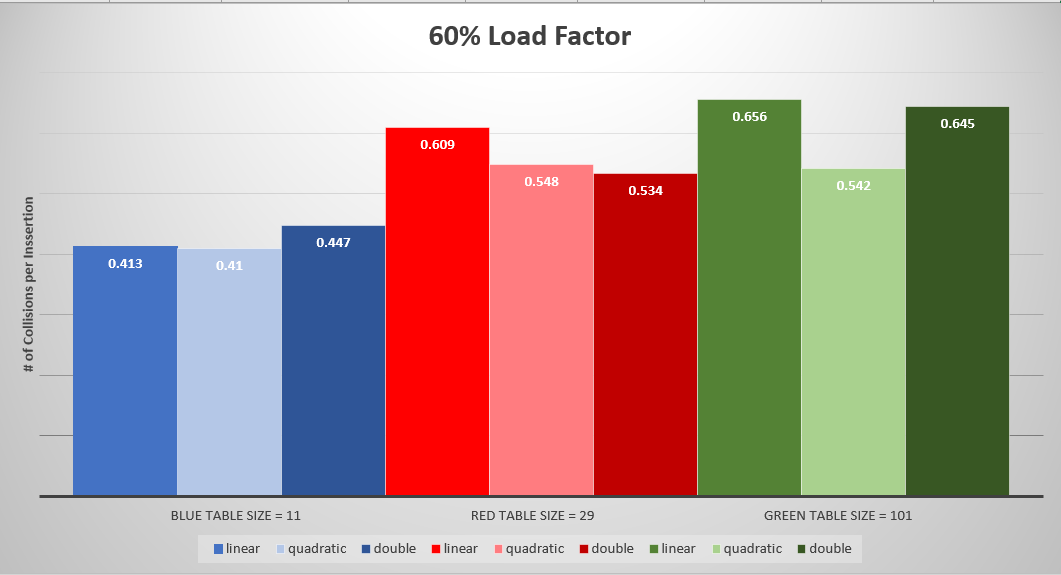 60% Load Factor
# of Collisions per Inssertion
0.413
0.41
0.447
0.609
0.548
0.534
0.656
0.542
0.645
BLUE TABLE SIZE = 11
RED TABLE SIZE = 29
GREEN TABLE SIZE = 101
linear quadratic double linear quadratic double linear quadratic double